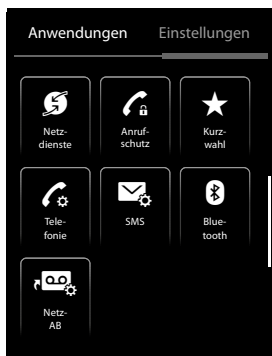 Anwendungen Einstellungen
Netz-
dienste
Anruf-
schutz
Kurz-
wahl
Tele-
fonie
SMS
Blue-
tooth
Netz-
AB